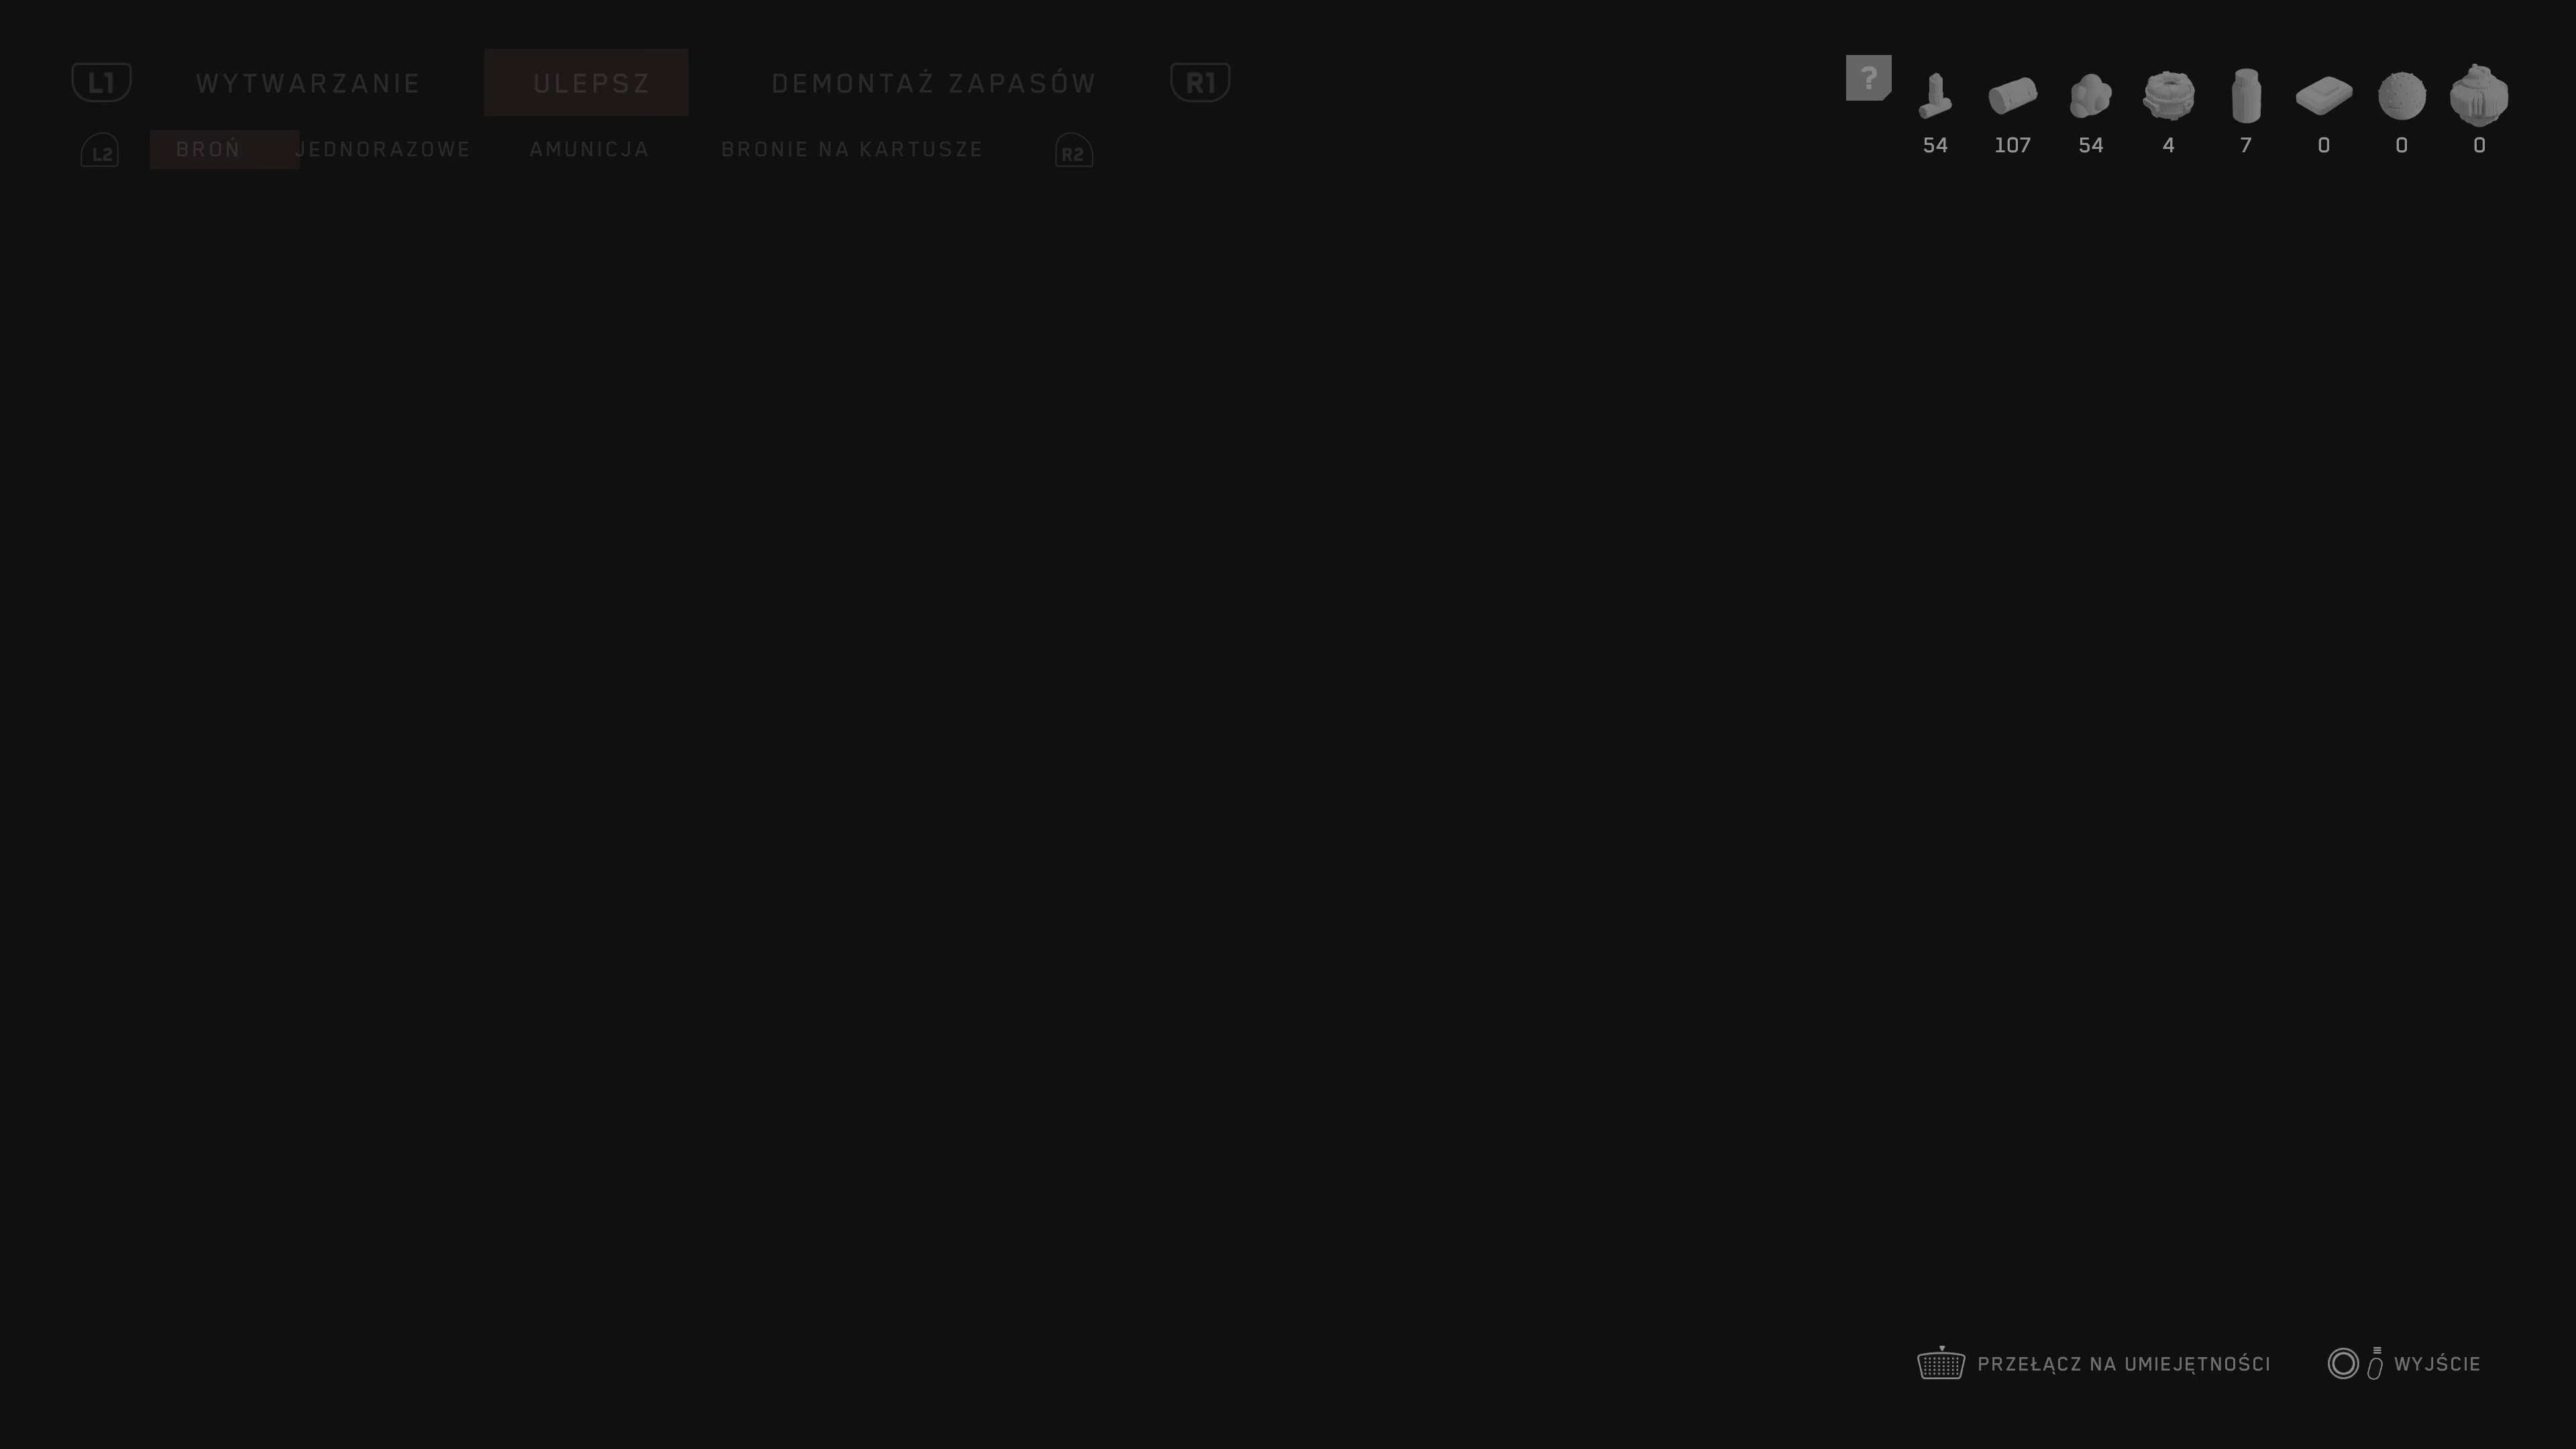 L1 WYTWARZANIE ULEPSZ DEMONTAŻ ZAPASÓW R1
L2 BROŃ JEDNORAZOWE AMUNICJA BRONIE NA KARTUSZE R2
?
54 107 54 4 7 0 0 0
PRZEŁĄCZ NA UMIEJĘTNOŚCI WYJŚCIE